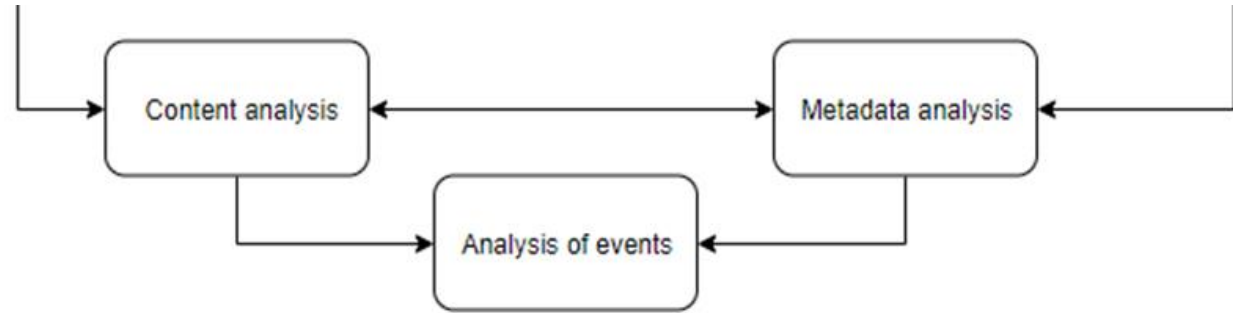 Content analysis
Metadata analysis
Analysis of events